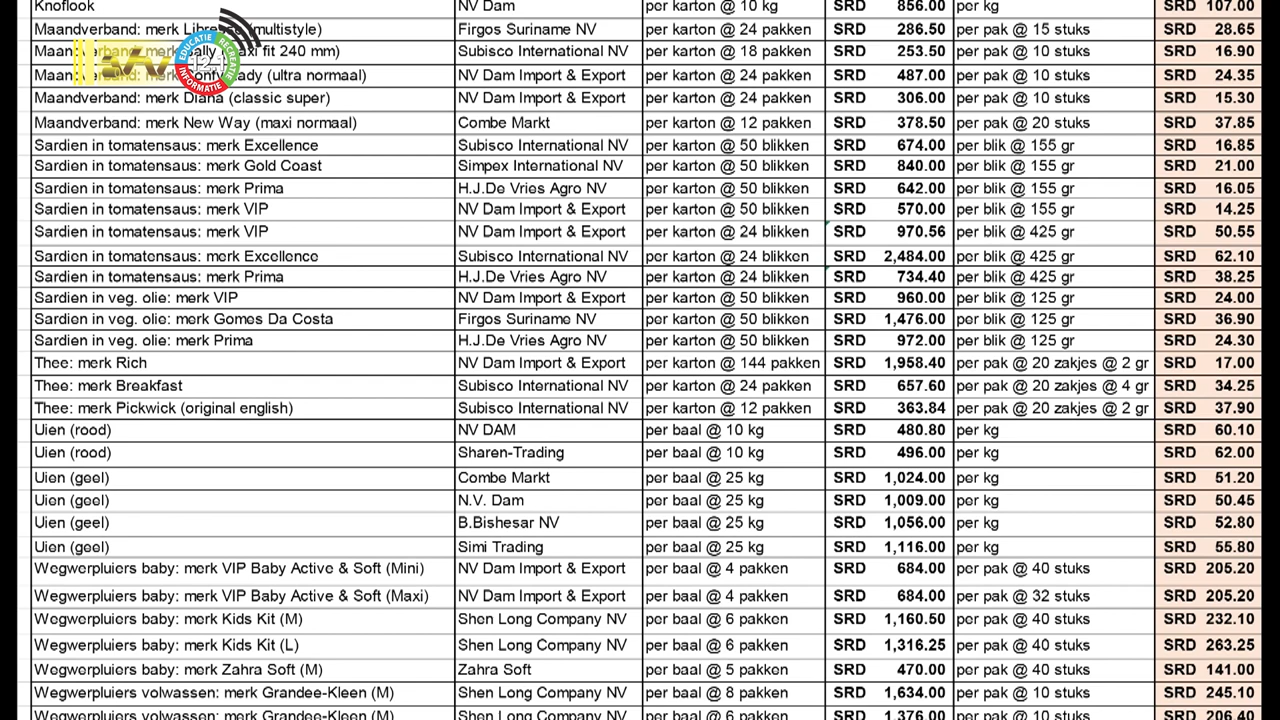 Knoflook NV Dam per karton @ 10 kg SRD 856.00 per kg SRD 107.00
Maandverband: merk Libresse (multistyle) Firgos Suriname NV per karton @ 24 pakken SRD 286.50 per pak @ 15 stuks SRD 28.65
Maandverband: merk fit 240 mm) Subisco International NV per karton @ 18 pakken SRD 253.50 per pak @ 10 stuks SRD 16.90
Maandverband: merk (ultra normaal) NV Dam Import & Export per karton @ 24 pakken SRD 487.00 per pak @ 10 stuks SRD 24.35
Maandverband: merk Diana (classic super) NV Dam Import & Export per karton @ 24 pakken SRD 306.00 per pak @ 10 stuks SRD 15.30
Maandverband: merk New Way (maxi normaal) Combe Markt per karton @ 12 pakken SRD 378.50 per pak @ 20 stuks SRD 37.85
Sardien in tomatensaus: merk Excellence Subisco International NV per karton @ 50 blikken SRD 674.00 per blik @ 155 gr SRD 16.85
Sardien in tomatensaus: merk Gold Coast Simpex International NV per karton @ 50 blikken SRD 840.00 per blik @ 155 gr SRD 21.00
Sardien in tomatensaus: merk Prima H.J.De Vries Agro NV per karton @ 50 blikken SRD 642.00 per blik @ 155 gr SRD 16.05
Sardien in tomatensaus: merk VIP NV Dam Import & Export per karton @ 50 blikken SRD 570.00 per blik @ 155 gr SRD 14.25
Sardien in tomatensaus: merk VIP NV Dam Import & Export per karton @ 24 blikken SRD 970.56 per blik @ 425 gr SRD 50.55
Sardien in tomatensaus: merk Excellence Subisco International NV per karton @ 24 blikken SRD 2,484.00 per blik @ 425 gr SRD 62.10
Sardien in tomatensaus: merk Prima H.J.De Vries Agro NV per karton @ 24 blikken SRD 734.40 per blik @ 425 gr SRD 38.25
Sardien in veg. olie: merk VIP NV Dam Import & Export per karton @ 50 blikken SRD 960.00 per blik @ 125 gr SRD 24.00
Sardien in veg. olie: merk Gomes Da Costa Firgos Suriname NV per karton @ 50 blikken SRD 1,476.00 per blik @ 125 gr SRD 36.90
Sardien in veg. olie: merk Prima H.J.De Vries Agro NV per karton @ 50 blikken SRD 972.00 per blik @ 125 gr SRD 24.30
Thee: merk Rich NV Dam Import & Export per karton @ 144 pakken SRD 1,958.40 per pak @ 20 zakjes @ 2 gr SRD 17.00
Thee: merk Breakfast Subisco International NV per karton @ 24 pakken SRD 657.60 per pak @ 20 zakjes @ 4 gr SRD 34.25
Thee: merk Pickwick (original english) Subisco International NV per karton @ 12 pakken SRD 363.84 per pak @ 20 zakjes @ 2 gr SRD 37.90
Uien (rood) NV DAM per baal @ 10 kg SRD 480.80 per kg SRD 60.10
Uien (rood) Sharen-Trading per baal @ 10 kg SRD 496.00 per kg SRD 62.00
Uien (geel) Combe Markt per baal @ 25 kg SRD 1,024.00 per kg SRD 51.20
Uien (geel) N.V. Dam per baal @ 25 kg SRD 1,009.00 per kg SRD 50.45
Uien (geel) B.Bishesar NV per baal @ 25 kg SRD 1,056.00 per kg SRD 52.80
Uien (geel) Simi Trading per baal @ 25 kg SRD 1,116.00 per kg SRD 55.80
Wegwerpluiers baby: merk VIP Baby Active & Soft (Mini) NV Dam Import & Export per baal @ 4 pakken SRD 684.00 per pak @ 40 stuks SRD 205.20
Wegwerpluiers baby: merk VIP Baby Active & Soft (Maxi) NV Dam Import & Export per baal @ 4 pakken SRD 684.00 per pak @ 32 stuks SRD 205.20
Wegwerpluiers baby: merk Kids Kit (M) Shen Long Company NV per baal @ 6 pakken SRD 1,160.50 per pak @ 40 stuks SRD 232.10
Wegwerpluiers baby: merk Kids Kit (L) Shen Long Company NV per baal @ 6 pakken SRD 1,316.25 per pak @ 40 stuks SRD 263.25
Wegwerpluiers baby: merk Zahra Soft (M) Zahra Soft per baal @ 5 pakken SRD 470.00 per pak @ 40 stuks SRD 141.00
Wegwerpluiers volwassen: merk Grandee-Kleen (M) Shen Long Company NV per baal @ 8 pakken SRD 1,634.00 per pak @ 10 stuks SRD 245.10
Wegwerpluiers volwassen: merk Grandee-Kleen (M) Shen Long Company NV per baal @ 6 pakken SRD 1,376.00 per pak @ 10 stuks SRD 206.40
EDUCATIE RECREATIE INFORMATIE 12.1